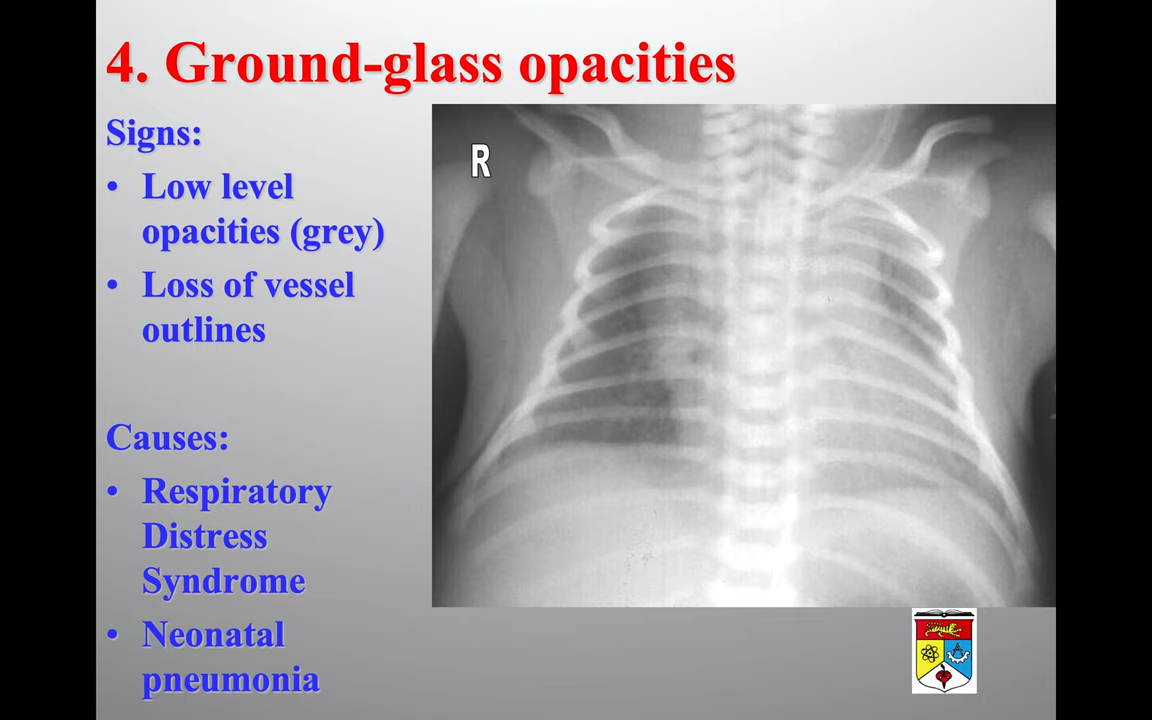 4. Ground-glass opacities
Signs:
• Low level
opacities (grey)
• Loss of vessel
outlines
Causes:
• Respiratory
Distress
Syndrome
• Neonatal
pneumonia
R